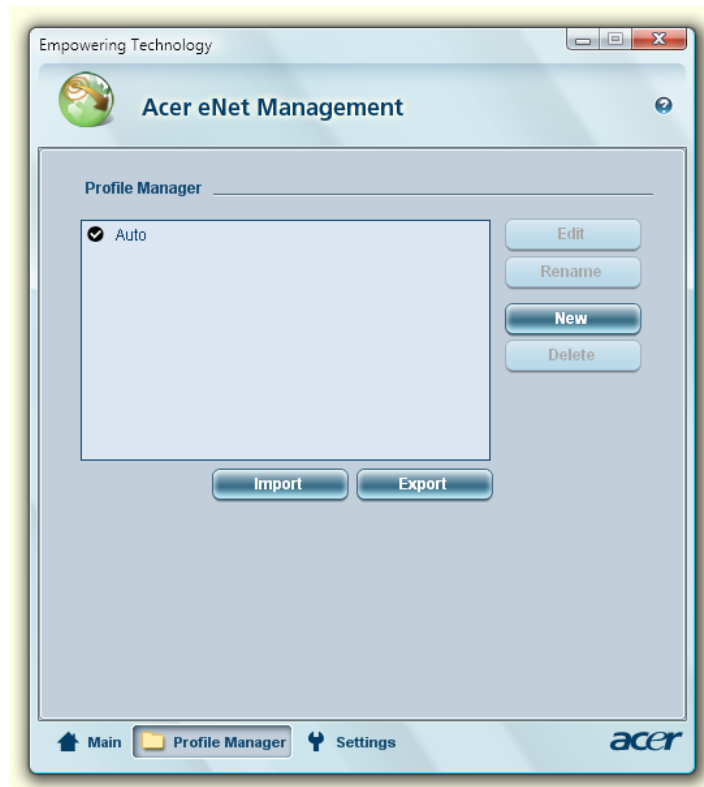 Empowering Technology
Acer eNet Management
Profile Manager
Auto
Edit
Rename
New
Delete
Import Export
Main Profile Manager Settings acer